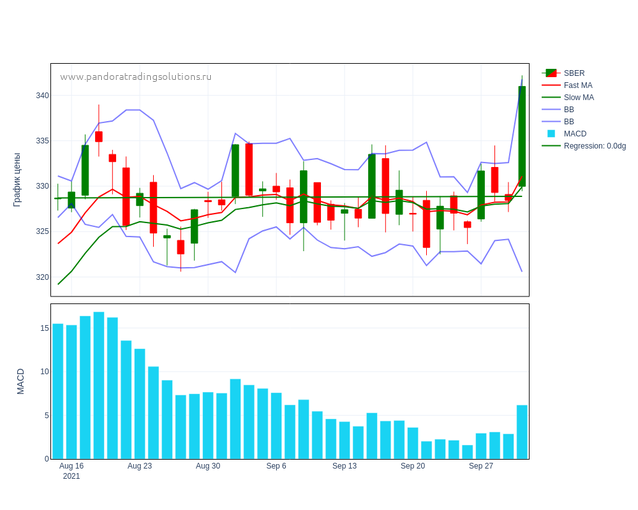 www.pandoratradingsolutions.ru
График цены
340
335
330
325
320
SBER
Fast MA
Slow MA
BB
BB
MACD
Regression: 0.0dg
MACD
15
10
5
0
Aug 16 Aug 23 Aug 30 Sep 6 Sep 13 Sep 20 Sep 27
2021